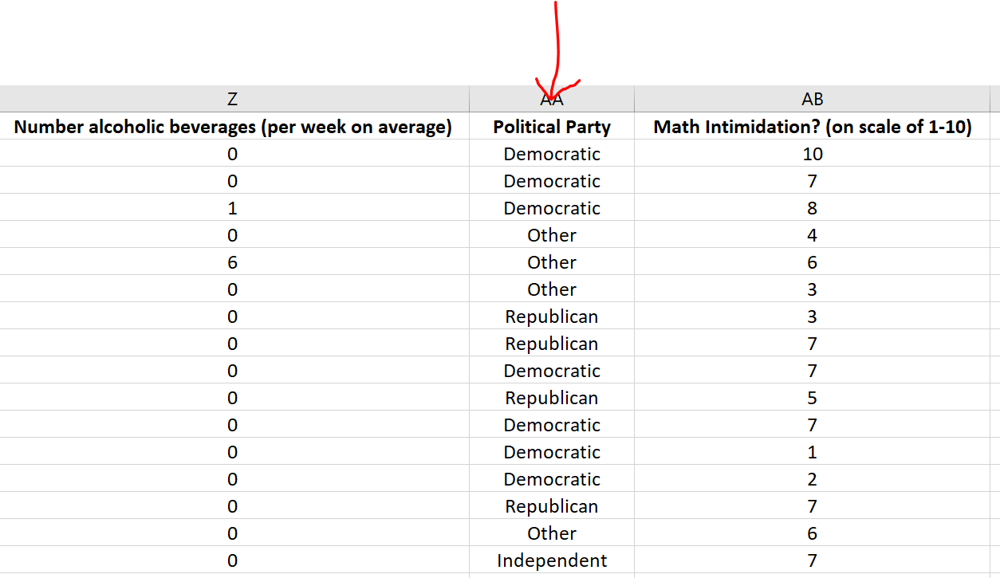 Z AA AB
Number alcoholic beverages (per week on average) Political Party Math Intimidation? (on scale of 1-10)
0 Democratic 10
0 Democratic 7
1 Democratic 8
0 Other 4
6 Other 6
0 Other 3
0 Republican 3
0 Republican 7
0 Democratic 7
0 Republican 5
0 Democratic 7
0 Democratic 1
0 Democratic 2
0 Republican 7
0 Other 6
0 Independent 7